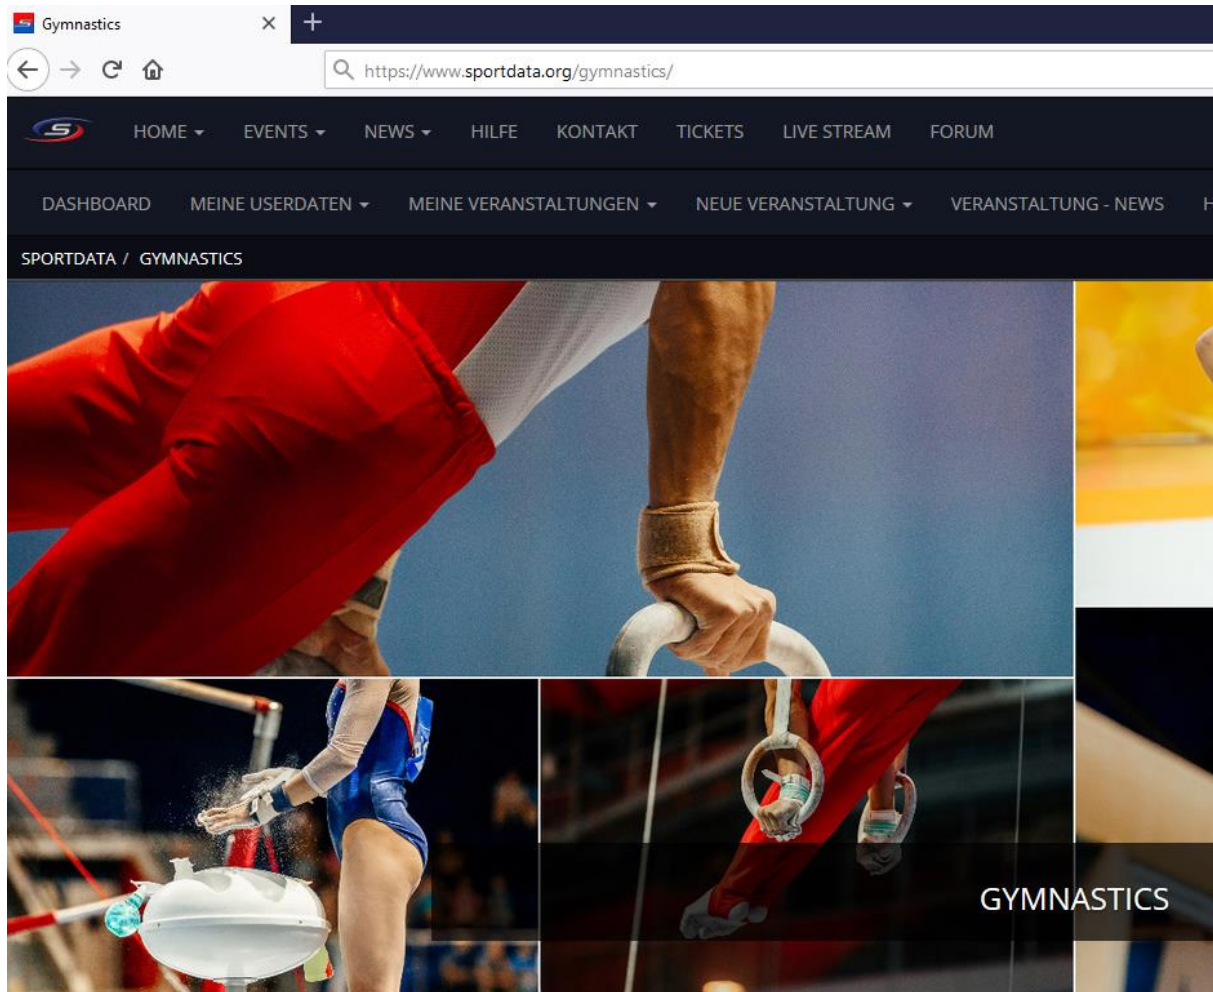 Gymnastics
https://www.sportdata.org/gymnastics/
HOME EVENTS NEWS HILFE KONTAKT TICKETS LIVE STREAM FORUM
DASHBOARD MEINE USERDATEN MEINE VERANSTALTUNGEN NEUE VERANSTALTUNG VERANSTALTUNG - NEWS H
SPORTDATA / GYMNASTICS
GYMNASTICS